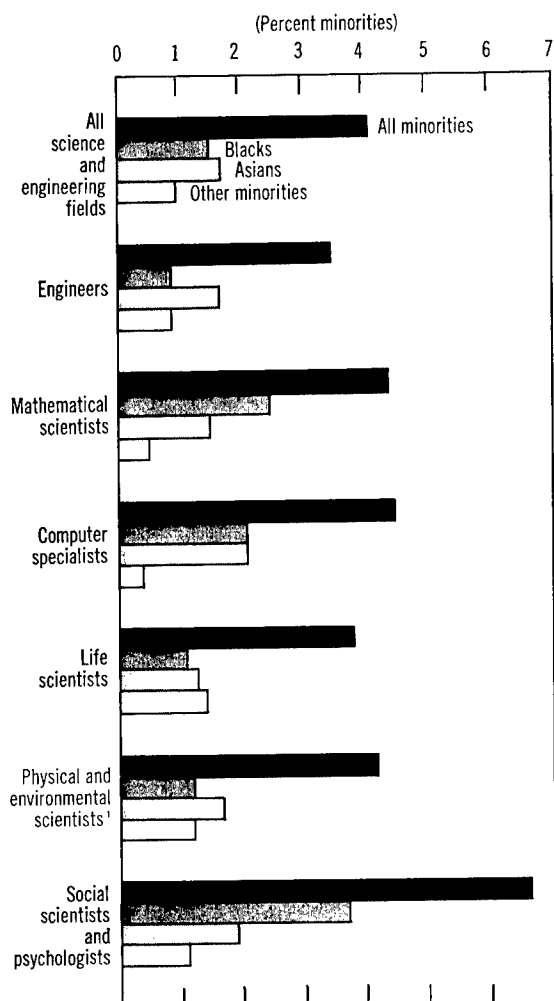 (Percent minorities)
0 1 2 3 4 5 6 7
All
science
and
engineering
fields
All minorities
Blacks
Asians
Other minorities
Engineers
Mathematical
scientists
Computer
specialists
Life
scientists
Physical and
environmental
scientists¹
Social
scientists
and
psychologists